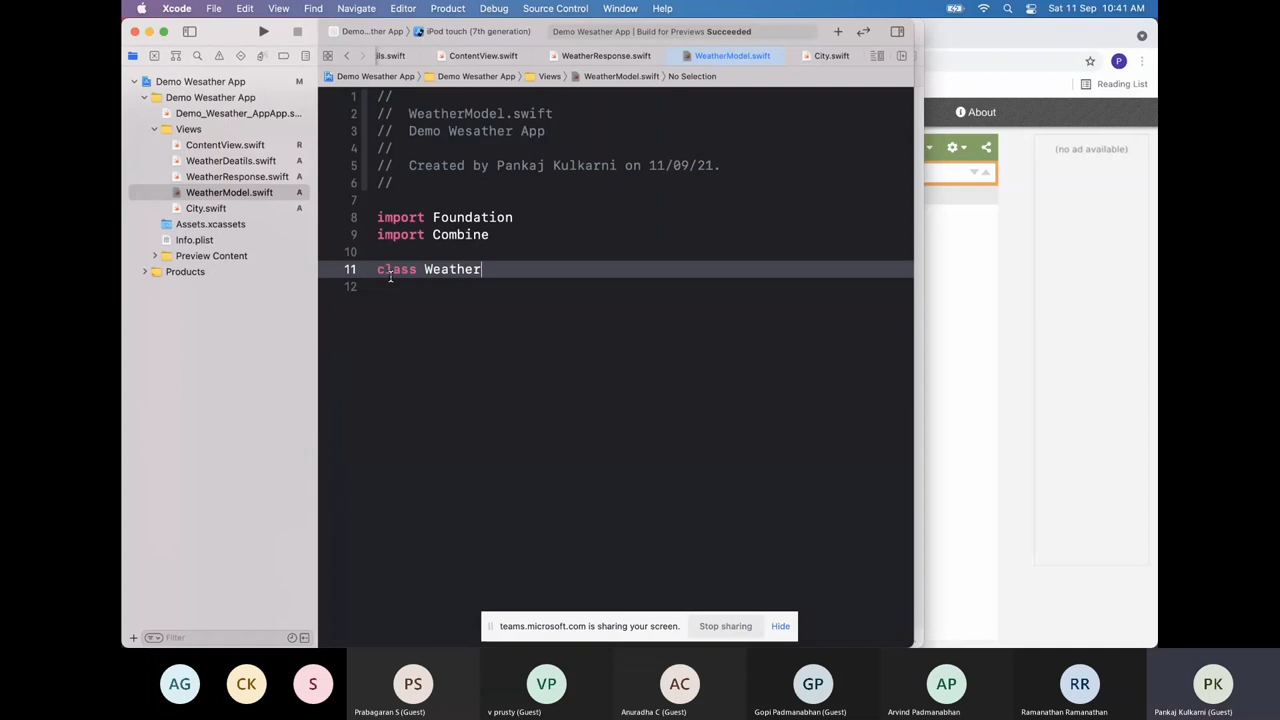 Xcode File Edit View Find Navigate Editor Product Debug Source Control Window Help Sat 11 Sep 10:41 AM
Demo...ther App iPod touch (7th generation) Demo Wesather App | Build for Previews Succeeded
ils.swift ContentView.swift WeatherResponse.swift WeatherModel.swift City.swift
P
Demo Wesather App Demo Wesather App Views WeatherModel.swift No Selection
Reading List
Demo Wesather App M
Demo Wesather App
Demo_Wesather_AppApp.s... A
Views
ContentView.swift R
WeatherDeatils.swift A
WeatherResponse.swift A
WeatherModel.swift A
City.swift A
Assets.xcassets
Info.plist
Preview Content
Products
Filter
1 //
2 // WeatherModel.swift
3 // Demo Wesather App
4 //
5 // Created by Pankaj Kulkarni on 11/09/21.
6 //
7
8 import Foundation
9 import Combine
10
11 class Weather
12
About
(no ad available)
teams.microsoft.com is sharing your screen. Stop sharing Hide
AG CK S PS VP AC GP AP RR PK
Prabagaran S (Guest) v prusty (Guest) Anuradha C (Guest) Gopi Padmanabhan (Guest) Arvind Padmanabhan Ramanathan Ramanathan Pankaj Kulkarni (Guest)